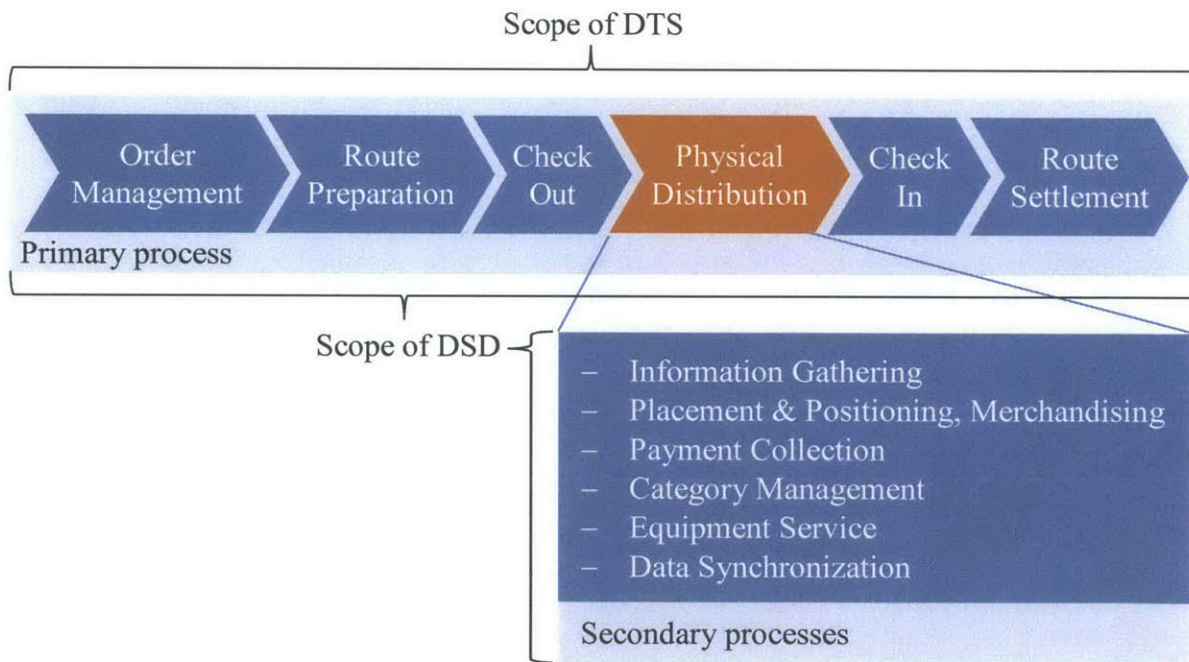 Scope of DTS
Order
Management
Route
Preparation
Check
Out
Physical
Distribution
Check
In
Route
Settlement
Primary process
Scope of DSD
– Information Gathering
– Placement & Positioning, Merchandising
– Payment Collection
– Category Management
– Equipment Service
– Data Synchronization
Secondary processes